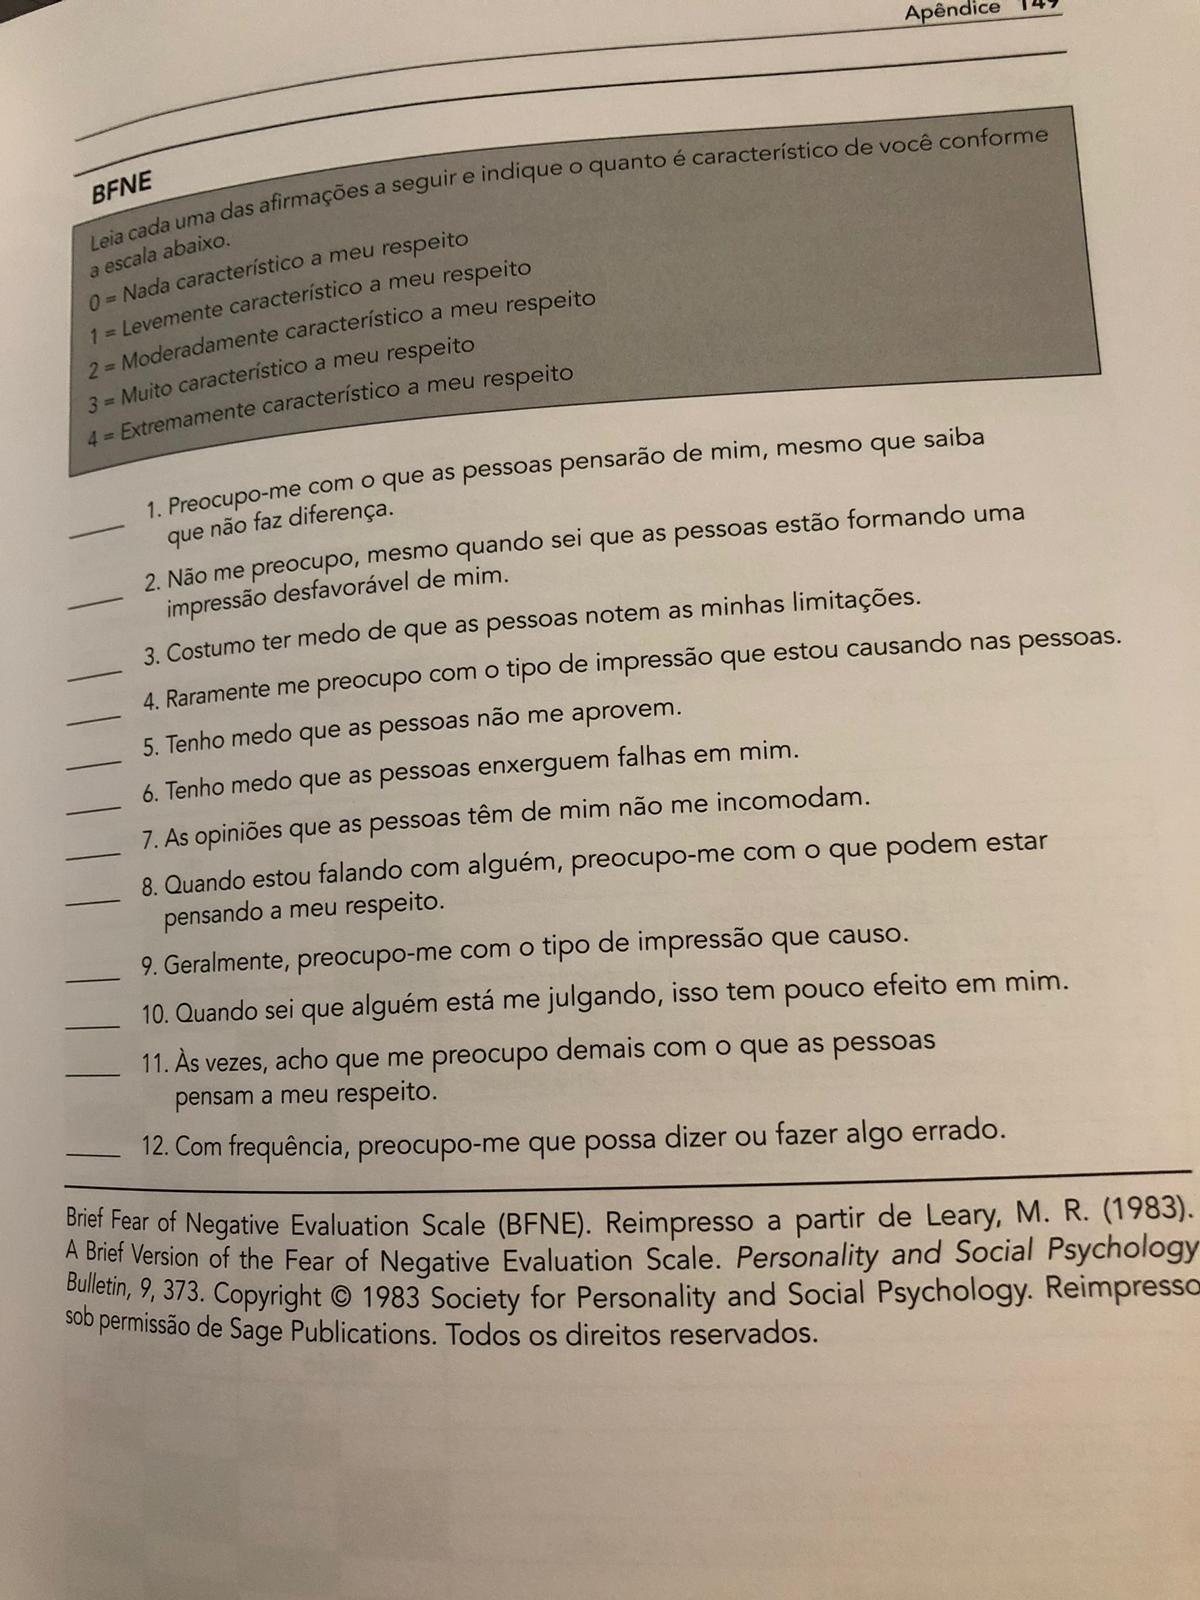 Apêndice 149
BFNE
Leia cada uma das afirmações a seguir e indique o quanto é característico de você conforme
a escala abaixo.
0 = Nada característico a meu respeito
1 = Levemente característico a meu respeito
2 = Moderadamente característico a meu respeito
3 = Muito característico a meu respeito
4 = Extremamente característico a meu respeito
1. Preocupo-me com o que as pessoas pensarão de mim, mesmo que saiba
que não faz diferença.
2. Não me preocupo, mesmo quando sei que as pessoas estão formando uma
impressão desfavorável de mim.
3. Costumo ter medo de que as pessoas notem as minhas limitações.
4. Raramente me preocupo com o tipo de impressão que estou causando nas pessoas.
5. Tenho medo que as pessoas não me aprovem.
6. Tenho medo que as pessoas enxerguem falhas em mim.
7. As opiniões que as pessoas têm de mim não me incomodam.
8. Quando estou falando com alguém, preocupo-me com o que podem estar
pensando a meu respeito.
9. Geralmente, preocupo-me com o tipo de impressão que causo.
10. Quando sei que alguém está me julgando, isso tem pouco efeito em mim.
11. Às vezes, acho que me preocupo demais com o que as pessoas
pensam a meu respeito.
12. Com frequência, preocupo-me que possa dizer ou fazer algo errado.
Brief Fear of Negative Evaluation Scale (BFNE). Reimpresso a partir de Leary, M. R. (1983).
A Brief Version of the Fear of Negative Evaluation Scale. Personality and Social Psychology
Bulletin, 9, 373. Copyright © 1983 Society for Personality and Social Psychology. Reimpresso
sob permissão de Sage Publications. Todos os direitos reservados.